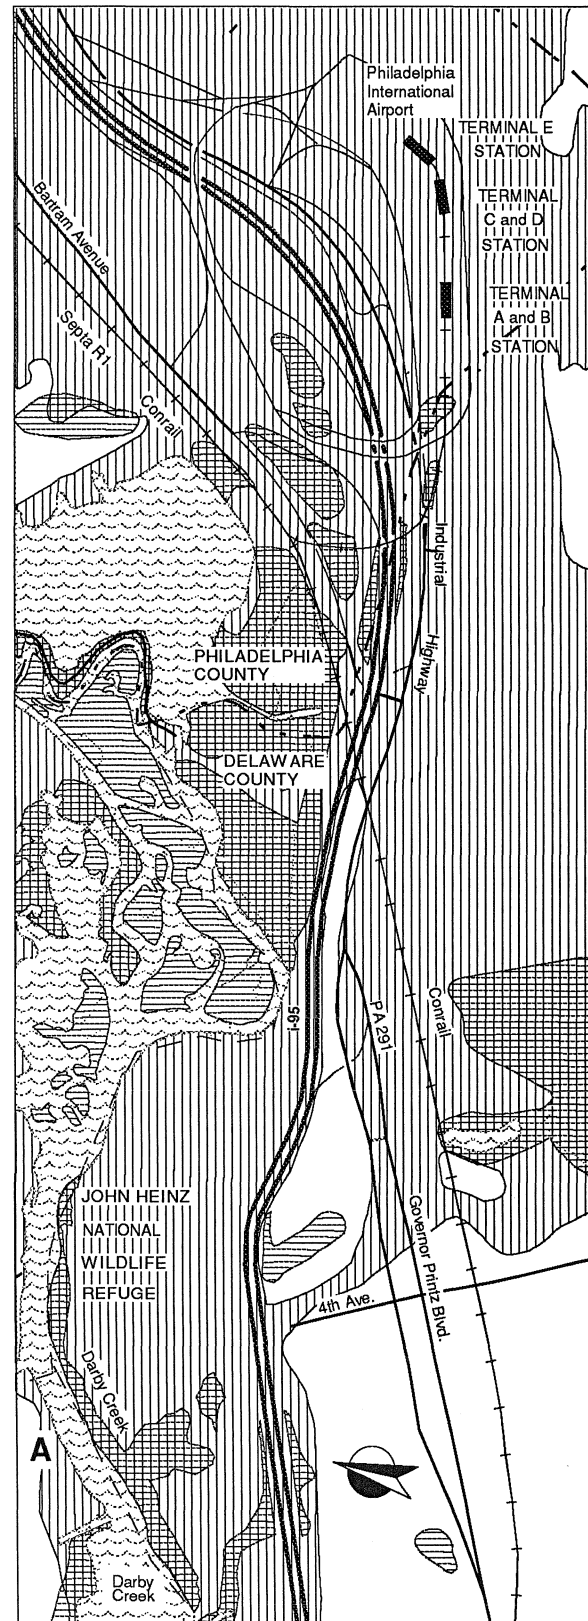 Philadelphia
International
Airport
TERMINAL E
STATION
TERMINAL
C and D
STATION
TERMINAL
A and B
STATION
Bartram Avenue
Septa R1
Conrail
Industrial
Highway
PHILADELPHIA
COUNTY
DELAWARE
COUNTY
I-95
PA 291
Conrail
JOHN HEINZ
NATIONAL
WILDLIFE
REFUGE
Governor Printz Blvd.
4th Ave.
Darby Creek
A
Darby
Creek